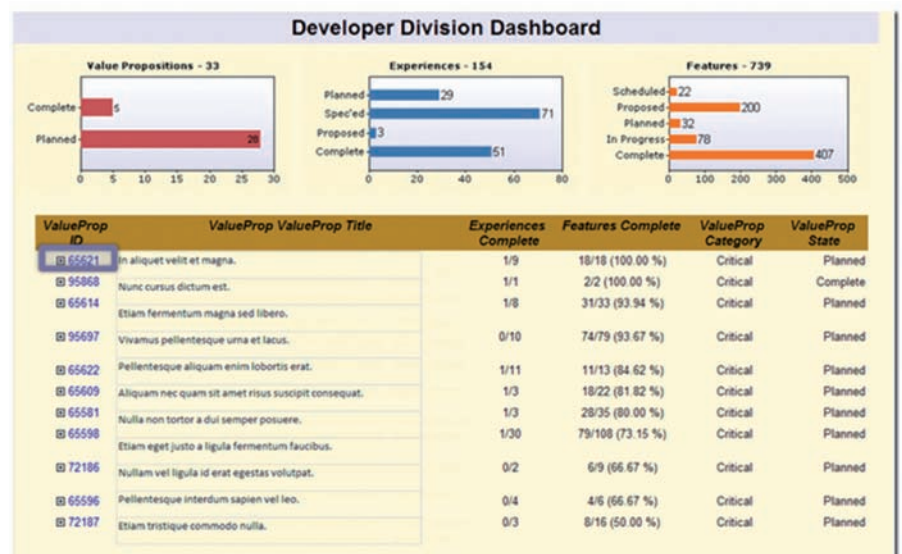 Developer Division Dashboard
Value Propositions - 33
Complete 5
Planned 28
0 5 10 15 20 25 30
Experiences - 154
Planned 29
Spec'ed 71
Proposed 3
Complete 51
0 20 40 60 80
Features - 739
Scheduled 22
Proposed 200
Planned 32
In Progress 78
Complete 407
0 100 200 300 400 500
ValueProp ID ValueProp ValueProp Title Experiences Complete Features Complete ValueProp Category ValueProp State
65621 In aliquet velit et magna. 1/9 18/18 (100.00 %) Critical Planned
95868 Nunc cursus dictum est. 1/1 2/2 (100.00 %) Critical Complete
65614 Etiam fermentum magna sed libero. 1/8 31/33 (93.94 %) Critical Planned
95697 Vivamus pellentesque urna et lacus. 0/10 74/79 (93.67 %) Critical Planned
65622 Pellentesque aliquam enim lobortis erat. 1/11 11/13 (84.62 %) Critical Planned
65609 Aliquam nec quam sit amet risus suscipit consequat. 1/3 18/22 (81.82 %) Critical Planned
65581 Nulla non tortor a dui semper posuere. 1/3 28/35 (80.00 %) Critical Planned
65598 Etiam eget justo a ligula fermentum faucibus. 1/30 79/108 (73.15 %) Critical Planned
72186 Nullam vel ligula id erat egestas volutpat. 0/2 6/9 (66.67 %) Critical Planned
65596 Pellentesque interdum sapien vel leo. 0/4 4/6 (66.67 %) Critical Planned
72187 Etiam tristique commodo nulla. 0/3 8/16 (50.00 %) Critical Planned